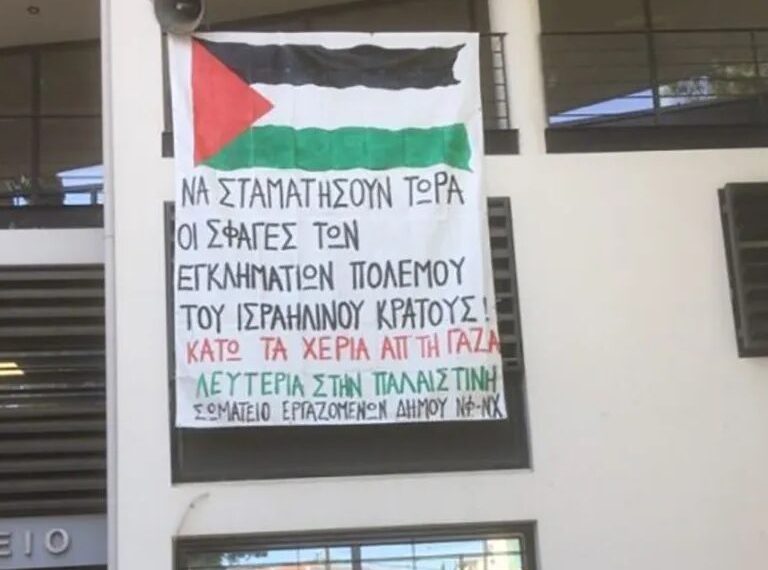 ΝΑ ΣΤΑΜΑΤΗΣΟΥΝ ΤΩΡΑ
ΟΙ ΣΦΑΓΕΣ ΤΩΝ
ΕΓΚΛΗΜΑΤΙΩΝ ΠΟΛΕΜΟΥ
ΤΟΥ ΙΣΡΑΗΛΙΝΟΥ ΚΡΑΤΟΥΣ!
ΚΑΤΩ ΤΑ ΧΕΡΙΑ ΑΠ ΤΗ ΓΑΖΑ
ΛΕΥΤΕΡΙΑ ΣΤΗΝ ΠΑΛΑΙΣΤΙΝΗ
ΣΩΜΑΤΕΙΟ ΕΡΓΑΖΟΜΕΝΩΝ ΔΗΜΟΥ ΝΦ-ΝΧ
ΕΙΟ